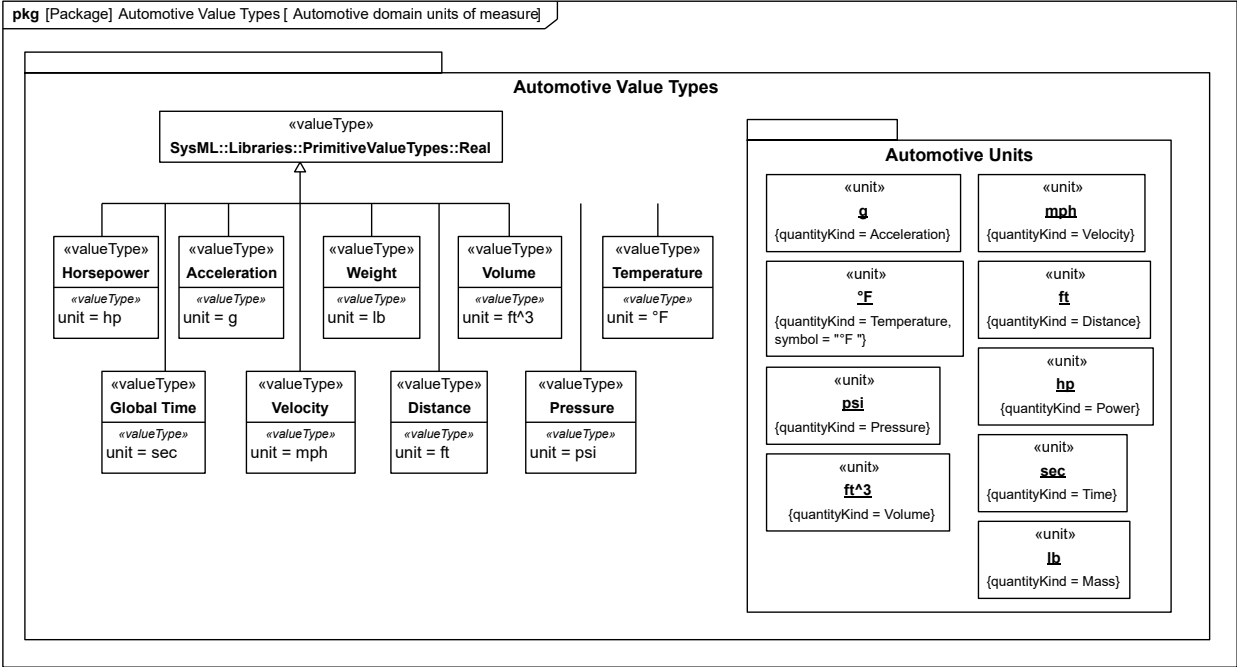 pkg [Package] Automotive Value Types [ Automotive domain units of measure]
Automotive Value Types
«valueType»
SysML::Libraries::PrimitiveValueTypes::Real
«valueType»
Horsepower
«valueType»
unit = hp
«valueType»
Acceleration
«valueType»
unit = g
«valueType»
Weight
«valueType»
unit = lb
«valueType»
Volume
«valueType»
unit = ft^3
«valueType»
Temperature
«valueType»
unit = °F
«valueType»
Global Time
«valueType»
unit = sec
«valueType»
Velocity
«valueType»
unit = mph
«valueType»
Distance
«valueType»
unit = ft
«valueType»
Pressure
«valueType»
unit = psi
Automotive Units
«unit»
g
{quantityKind = Acceleration}
«unit»
mph
{quantityKind = Velocity}
«unit»
°F
{quantityKind = Temperature,
symbol = "°F "}
«unit»
ft
{quantityKind = Distance}
«unit»
psi
{quantityKind = Pressure}
«unit»
hp
{quantityKind = Power}
«unit»
ft^3
{quantityKind = Volume}
«unit»
sec
{quantityKind = Time}
«unit»
lb
{quantityKind = Mass}